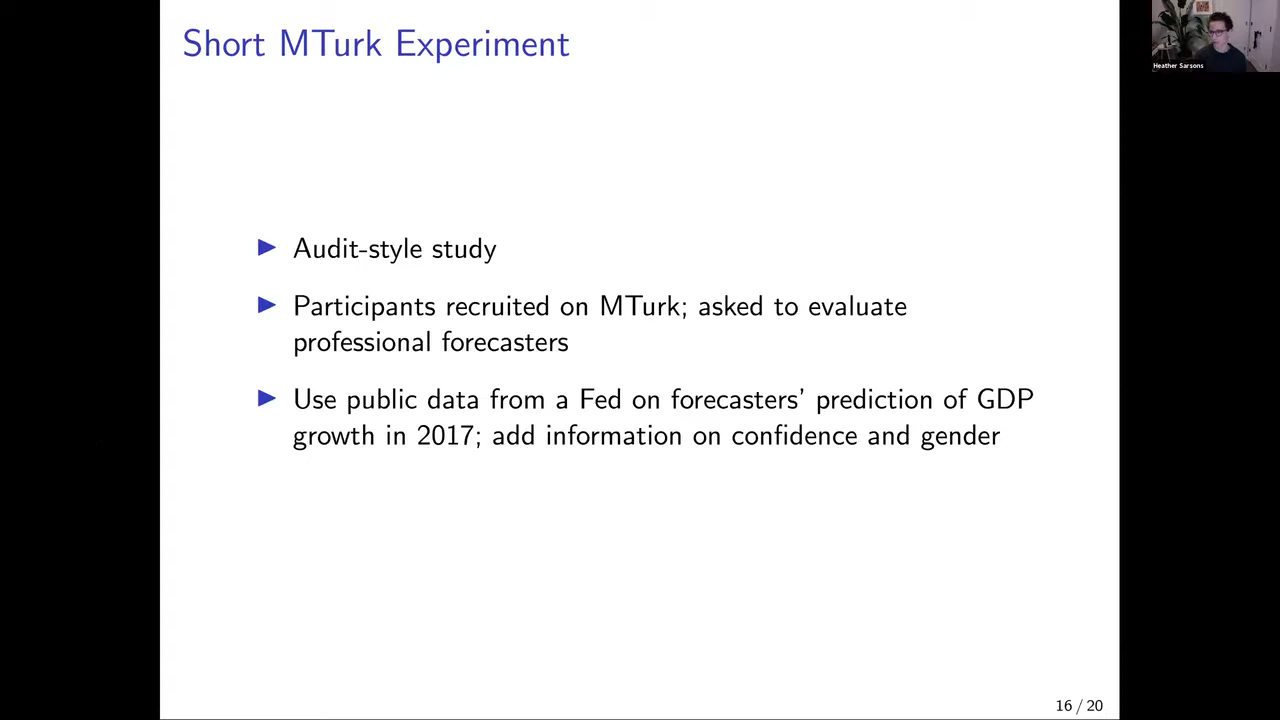 Short MTurk Experiment
Heather Sarsons
▶ Audit-style study
▶ Participants recruited on MTurk; asked to evaluate
professional forecasters
▶ Use public data from a Fed on forecasters' prediction of GDP
growth in 2017; add information on confidence and gender
16 / 20